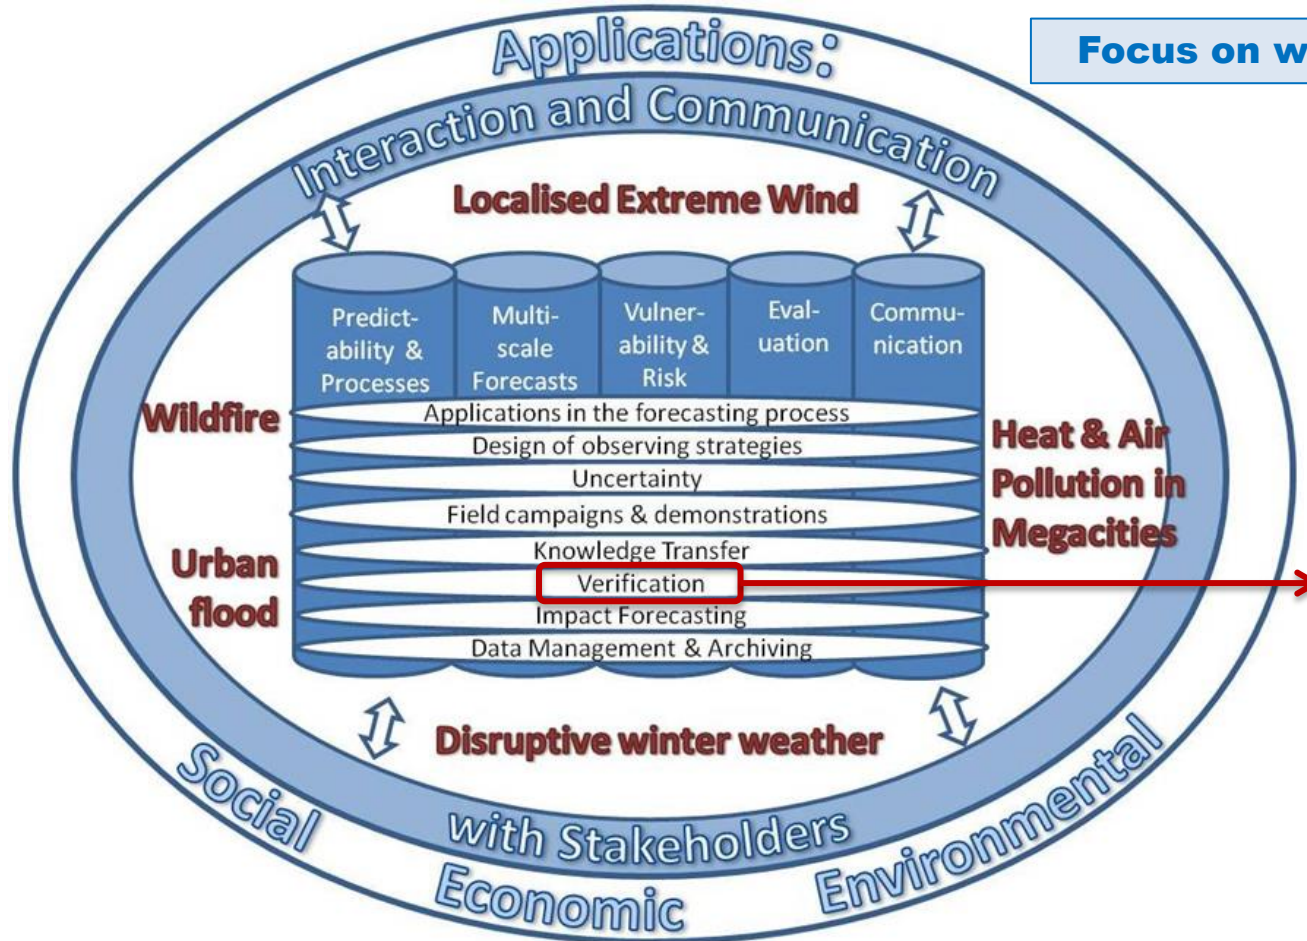 Applications:
Focus on w
Interaction and Communication
Localised Extreme Wind
Predict-
ability &
Processes
Multi-
scale
Forecasts
Vulner-
ability &
Risk
Eval-
uation
Commu-
nication
Wildfire
Applications in the forecasting process
Design of observing strategies
Uncertainty
Field campaigns & demonstrations
Knowledge Transfer
Verification
Impact Forecasting
Data Management & Archiving
Heat & Air
Pollution in
Megacities
Urban
flood
Disruptive winter weather
with Stakeholders
Social
Economic
Environmental